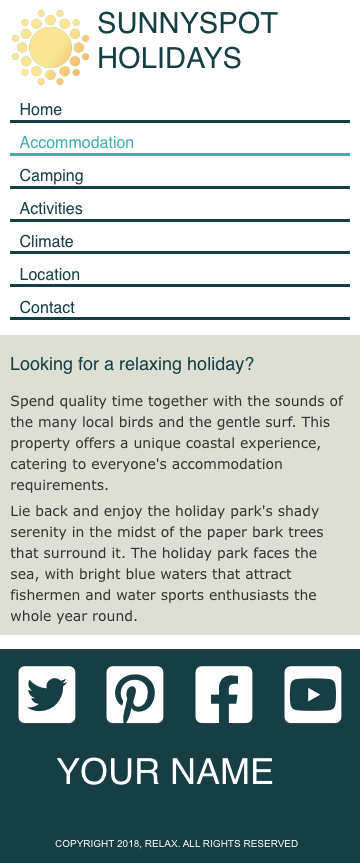 SUNNYSPOT
HOLIDAYS
Home
Accommodation
Camping
Activities
Climate
Location
Contact
Looking for a relaxing holiday?
Spend quality time together with the sounds of
the many local birds and the gentle surf. This
property offers a unique coastal experience,
catering to everyone's accommodation
requirements.
Lie back and enjoy the holiday park's shady
serenity in the midst of the paper bark trees
that surround it. The holiday park faces the
sea, with bright blue waters that attract
fishermen and water sports enthusiasts the
whole year round.
YOUR NAME
COPYRIGHT 2018, RELAX. ALL RIGHTS RESERVED